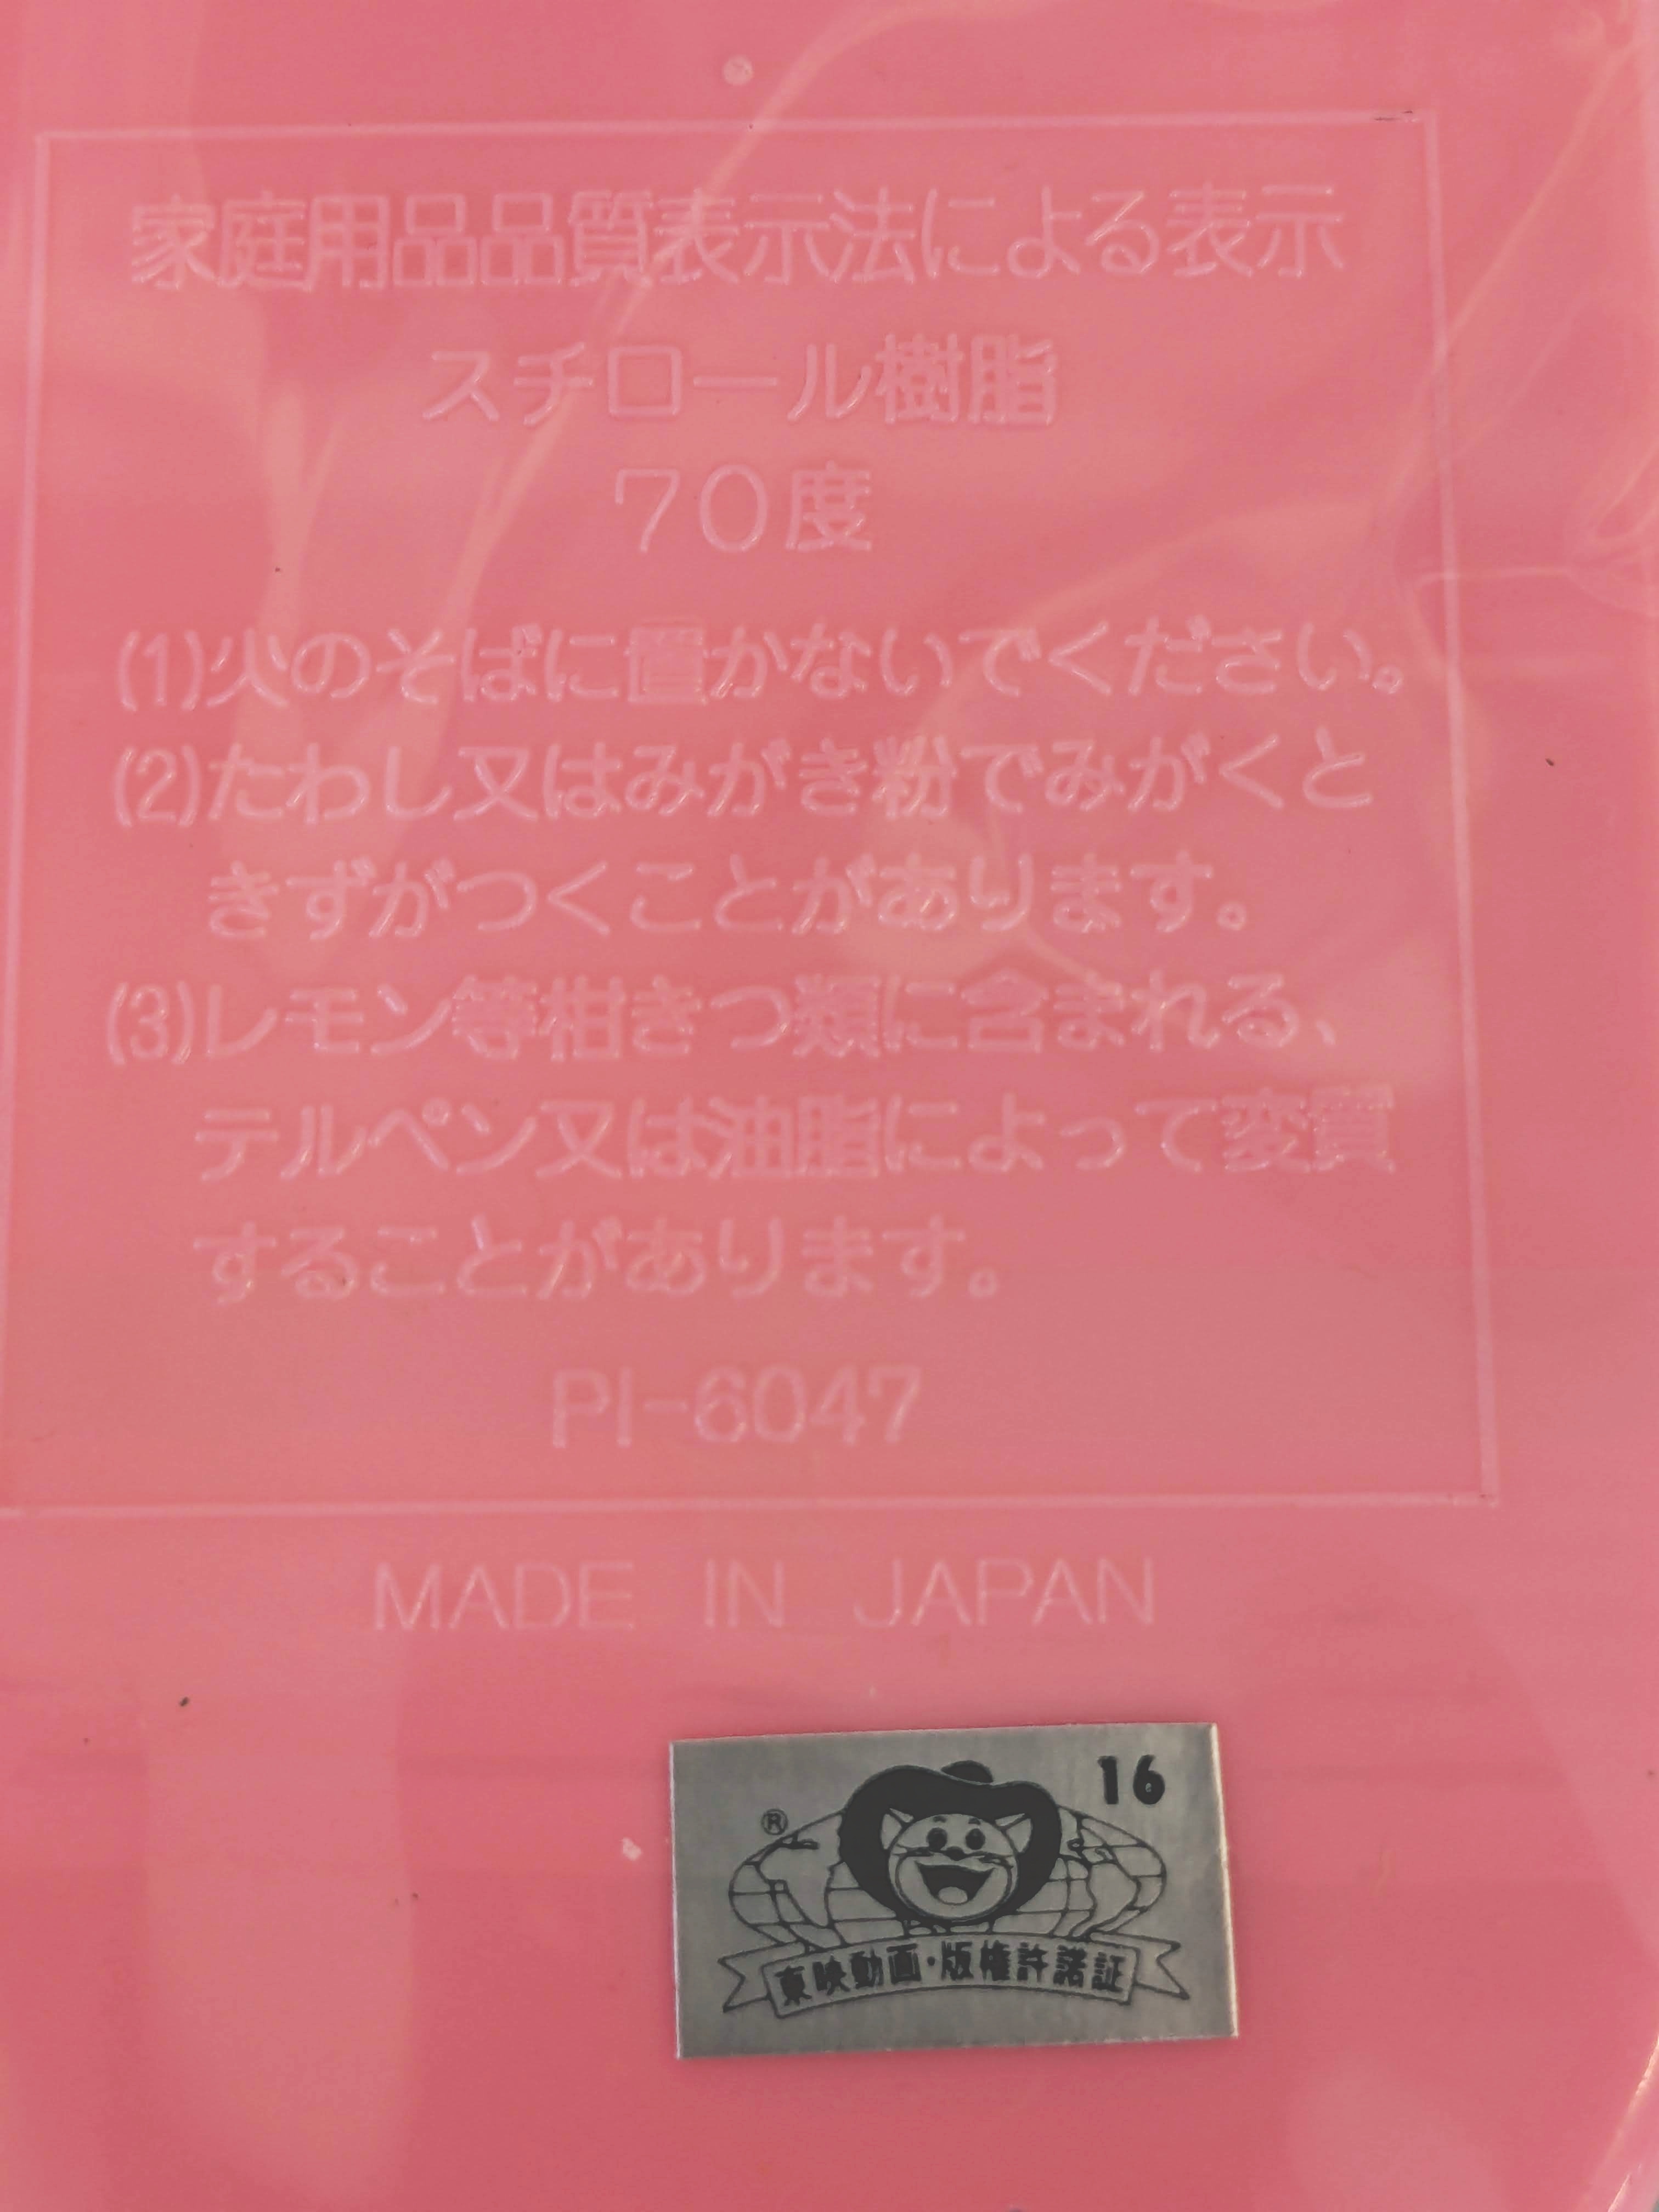 家庭用品品質表示法による表示
スチロール樹脂
70度
(1)火のそばに置かないでください。
(2)たわし又はみがき粉でみがくと
きずがつくことがあります。
(3)レモン等柑きつ類に含まれる、
テルペン又は油脂によって変質
することがあります。
PI-6047
MADE IN JAPAN
16
®
東映動画・版権許諾証